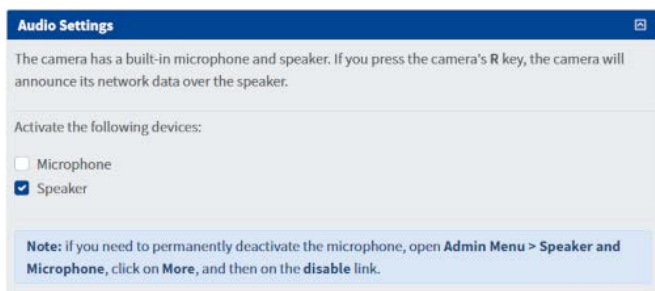 Audio Settings
The camera has a built-in microphone and speaker. If you press the camera's R key, the camera will
announce its network data over the speaker.
Activate the following devices:
Microphone
Speaker
Note: if you need to permanently deactivate the microphone, open Admin Menu > Speaker and
Microphone, click on More, and then on the disable link.